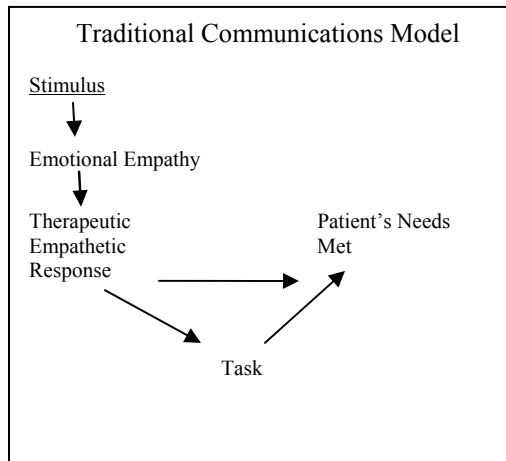 Traditional Communications Model
Stimulus
Emotional Empathy
Therapeutic
Empathetic
Response
Patient’s Needs
Met
Task